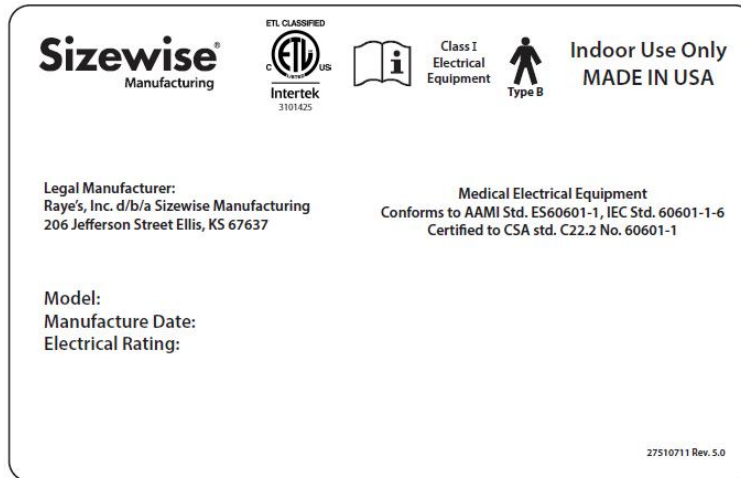 Sizewise®
Manufacturing
ETL CLASSIFIED
C ETL US
LISTED
Intertek
3101425
i
Class I
Electrical
Equipment
Type B
Indoor Use Only
MADE IN USA
Legal Manufacturer:
Raye's, Inc. d/b/a Sizewise Manufacturing
206 Jefferson Street Ellis, KS 67637
Medical Electrical Equipment
Conforms to AAMI Std. ES60601-1, IEC Std. 60601-1-6
Certified to CSA std. C22.2 No. 60601-1
Model:
Manufacture Date:
Electrical Rating:
27510711 Rev. 5.0